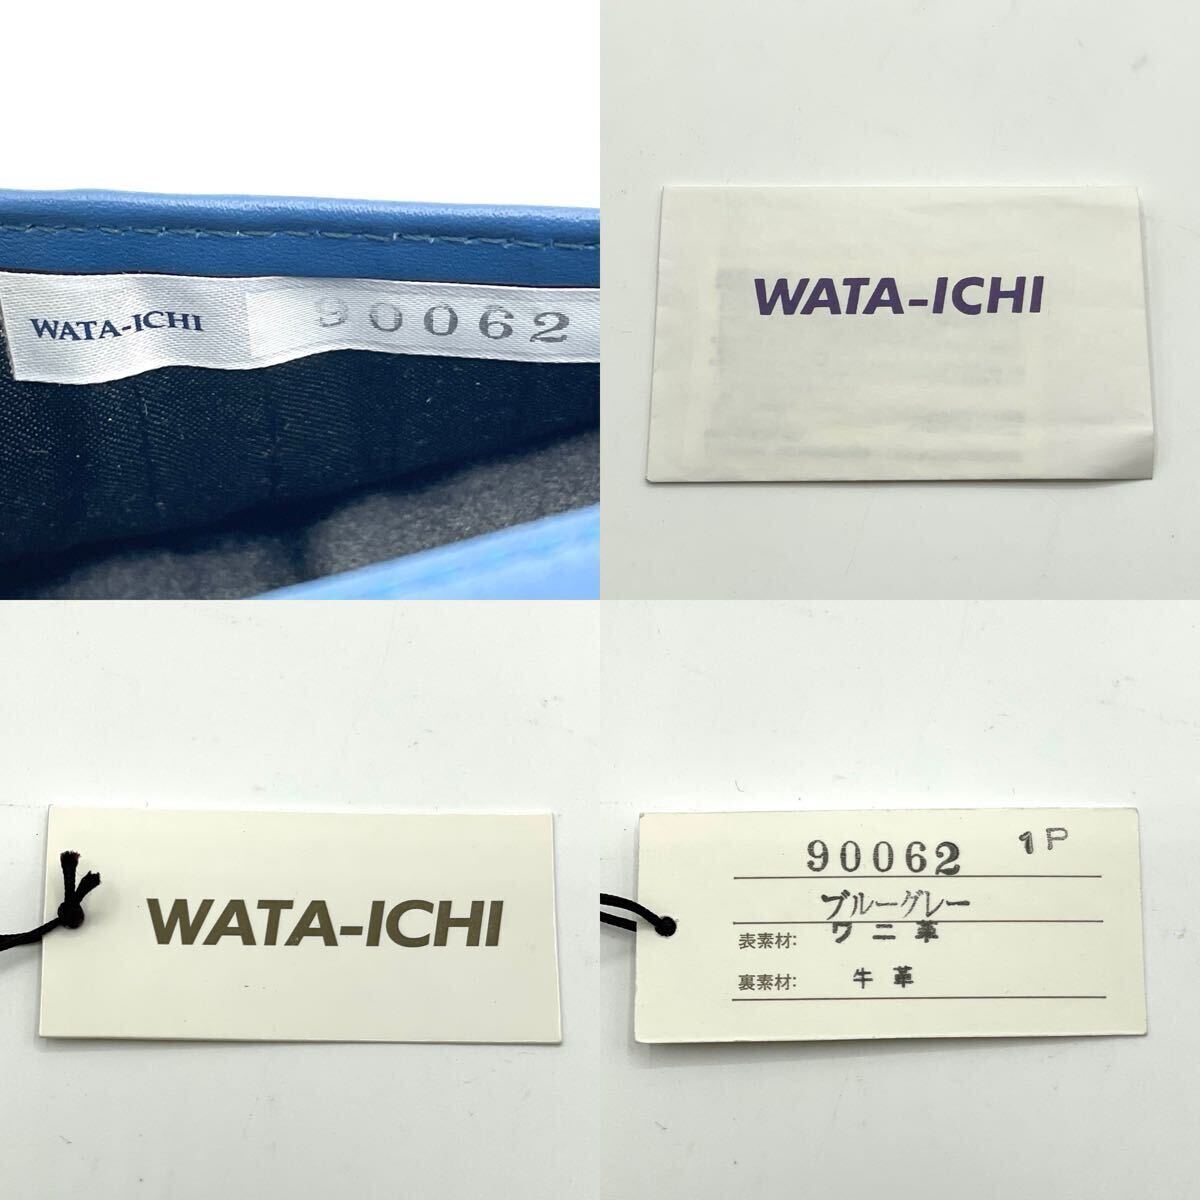 WATA-ICHI 90062
WATA-ICHI
WATA-ICHI
90062 1P
ブルーグレー
表素材: ワニ革
裏素材: 牛革